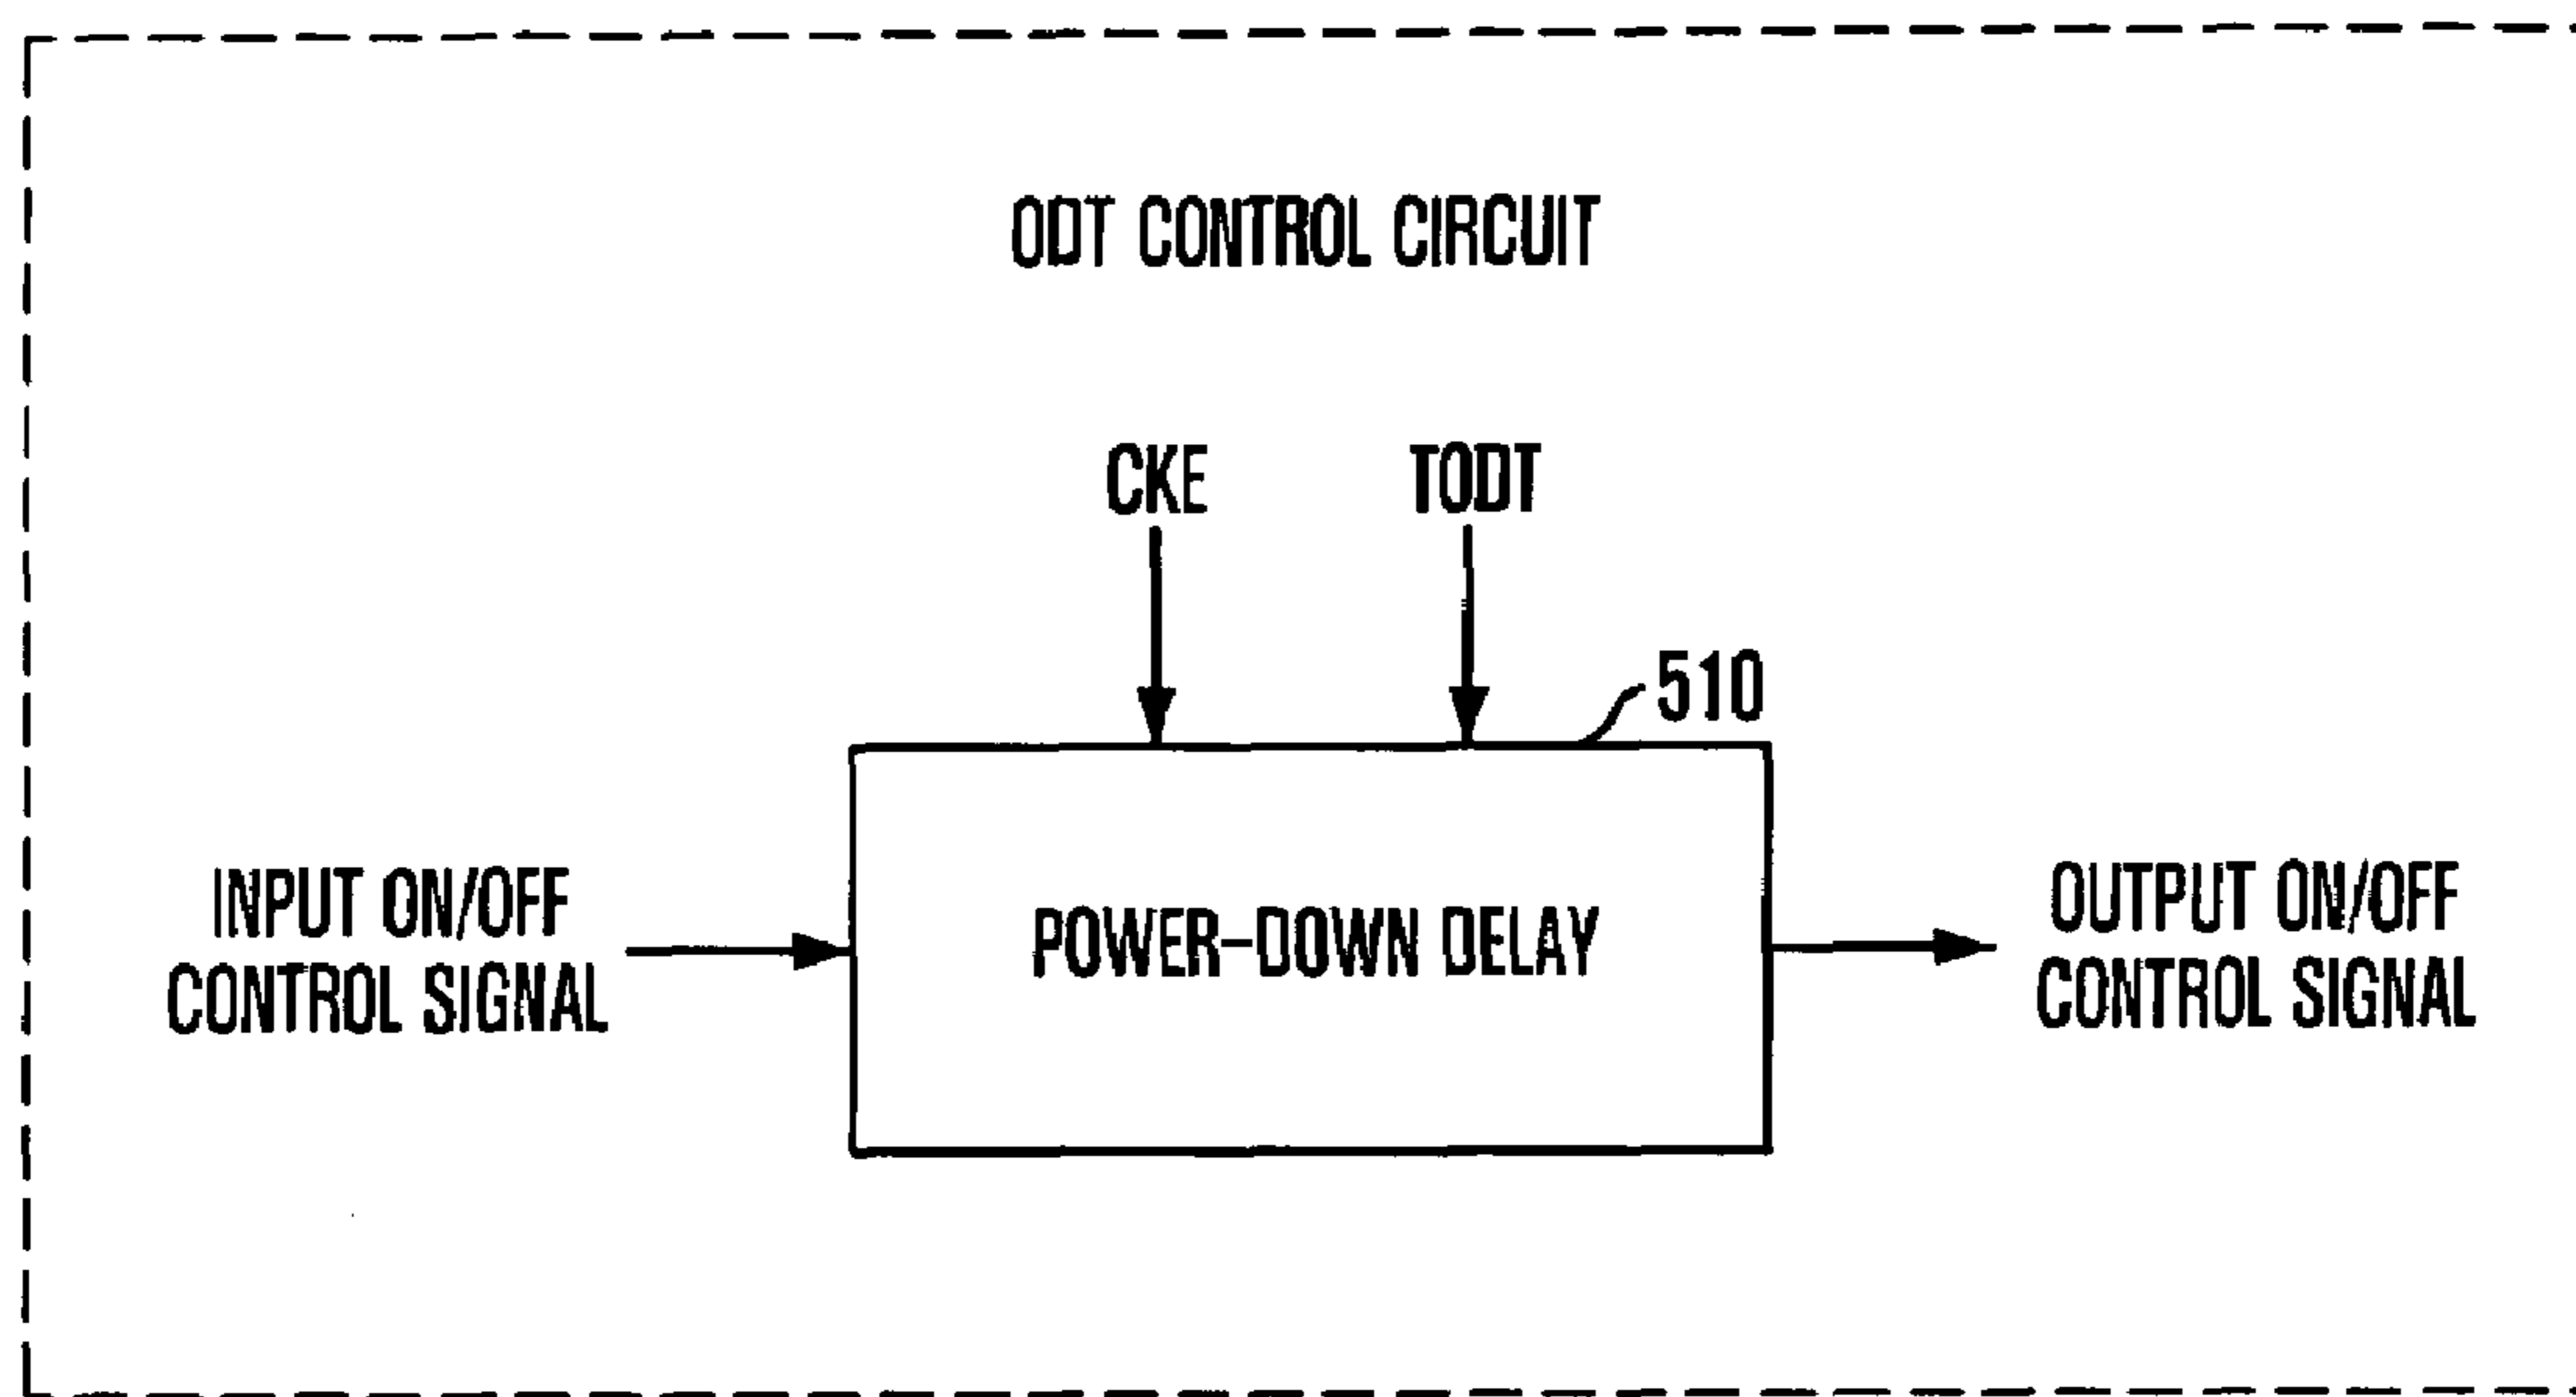 ODT CONTROL CIRCUIT
CKE
TODT
510
INPUT ON/OFF
CONTROL SIGNAL
POWER-DOWN DELAY
OUTPUT ON/OFF
CONTROL SIGNAL